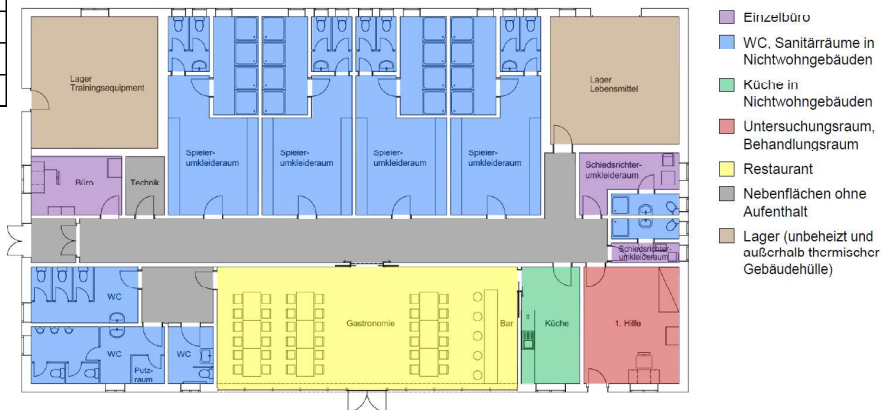 Lager
Trainingsequipment
Lager
Lebensmittel
Spieler-
umkleideraum
Spieler-
umkleideraum
Spieler-
umkleideraum
Spieler-
umkleideraum
Büro
Technik
Schiedsrichter-
umkleideraum
Schiedsrichter-
umkleideraum
WC
WC
Putz-
raum
WC
Gastronomie
Bar
Küche
1. Hilfe
Einzelbüro
WC, Sanitärräume in
Nichtwohngebäuden
Küche in
Nichtwohngebäuden
Untersuchungsraum,
Behandlungsraum
Restaurant
Nebenflächen ohne
Aufenthalt
Lager (unbeheizt und
außerhalb thermischer
Gebäudehülle)